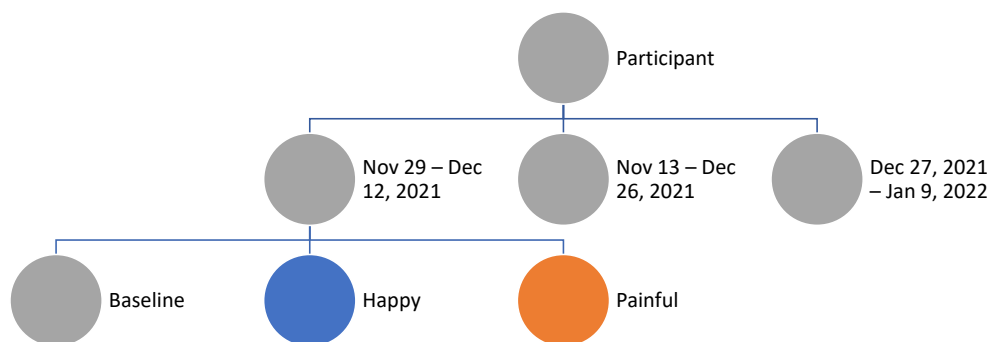 Participant
Nov 29 – Dec
12, 2021
Nov 13 – Dec
26, 2021
Dec 27, 2021
– Jan 9, 2022
Baseline
Happy
Painful